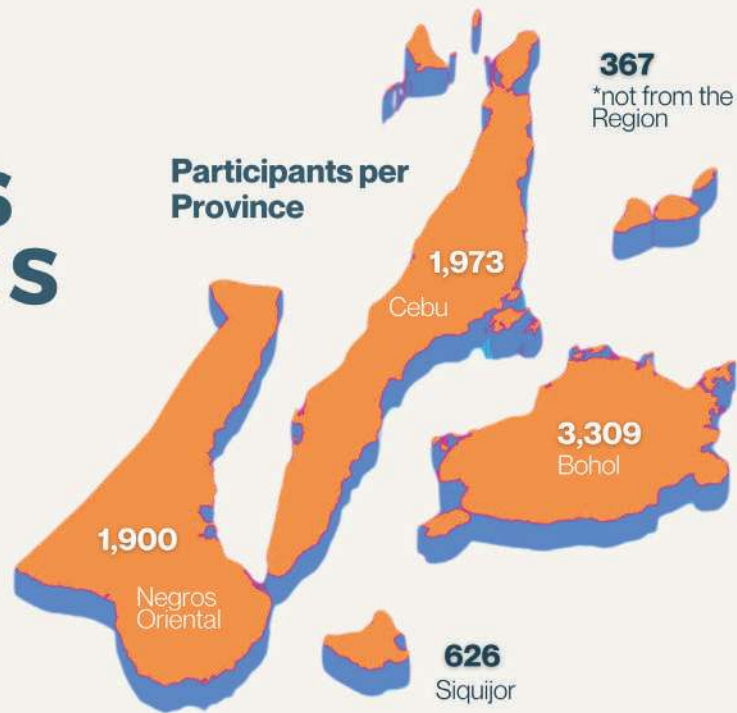 367
*not from the
Region
Participants per
Province
1,973
Cebu
3,309
Bohol
1,900
Negros
Oriental
626
Siquijor